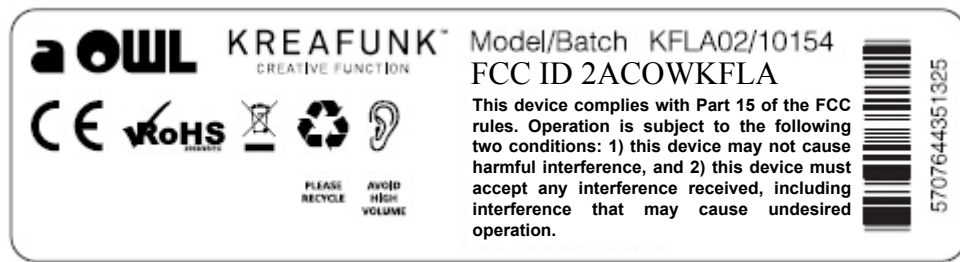 a OWL
KREAFUNK™
CREATIVE FUNCTION
CE
RoHS
PLEASE
RECYCLE
AVOID
HIGH
VOLUME
Model/Batch KFLA02/10154
FCC ID 2ACOWKFLA
This device complies with Part 15 of the FCC
rules. Operation is subject to the following
two conditions: 1) this device may not cause
harmful interference, and 2) this device must
accept any interference received, including
interference that may cause undesired
operation.
5707644351325